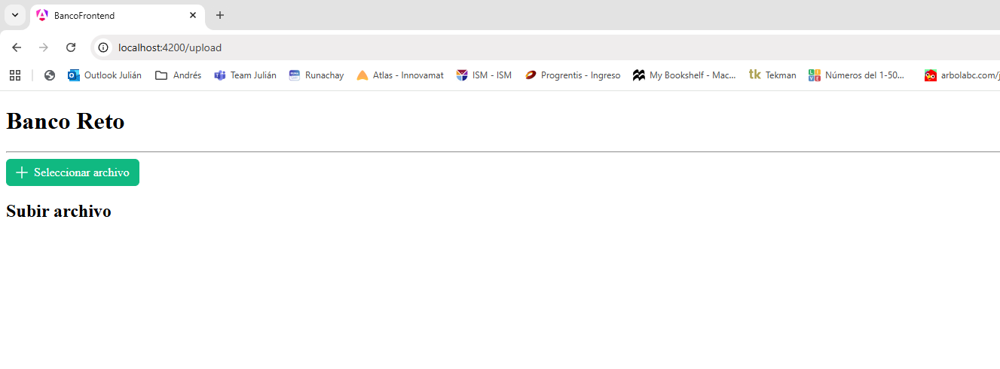 BancoFrontend
localhost:4200/upload
Outlook Julián Andrés Team Julián Runachay Atlas - Innovamat ISM - ISM Progrentis - Ingreso My Bookshelf - Mac... tk Tekman Números del 1-50... arbolabc.com/j
Banco Reto
Seleccionar archivo
Subir archivo